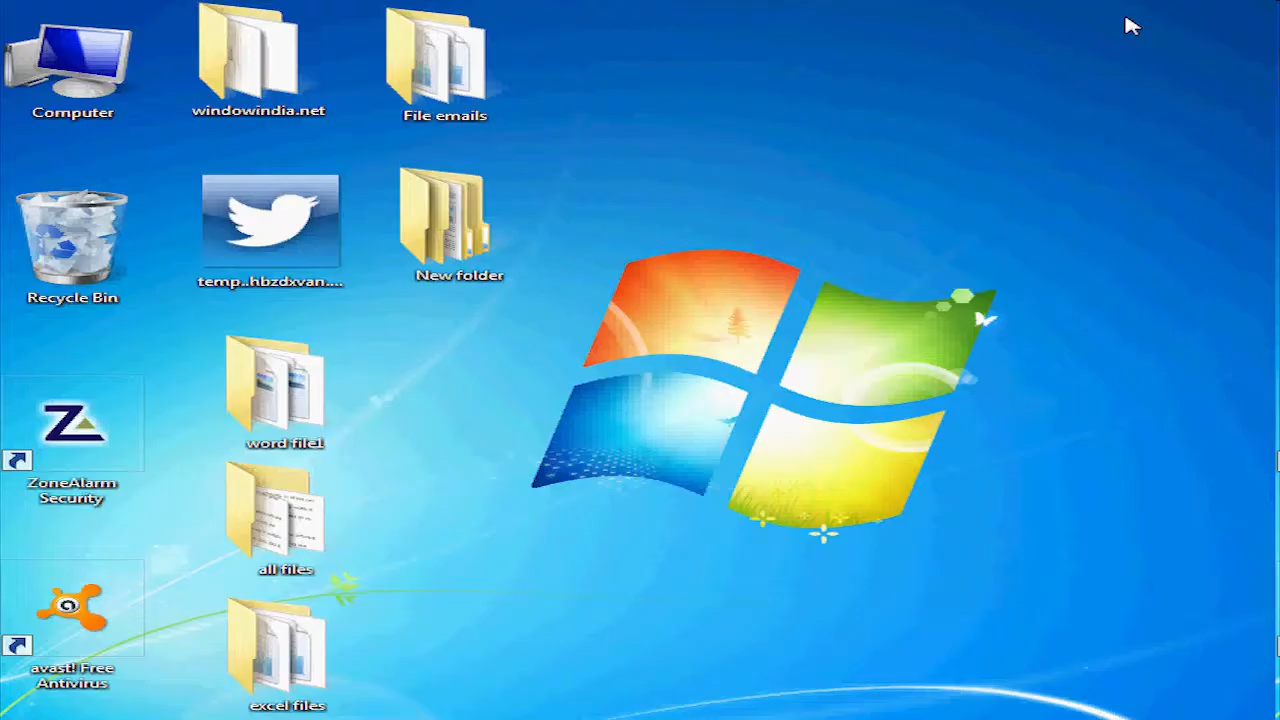 Computer
windowindia.net
File emails
Recycle Bin
temp..hbzdxvan....
New folder
word file1
ZoneAlarm
Security
all files
avast! Free
Antivirus
excel files